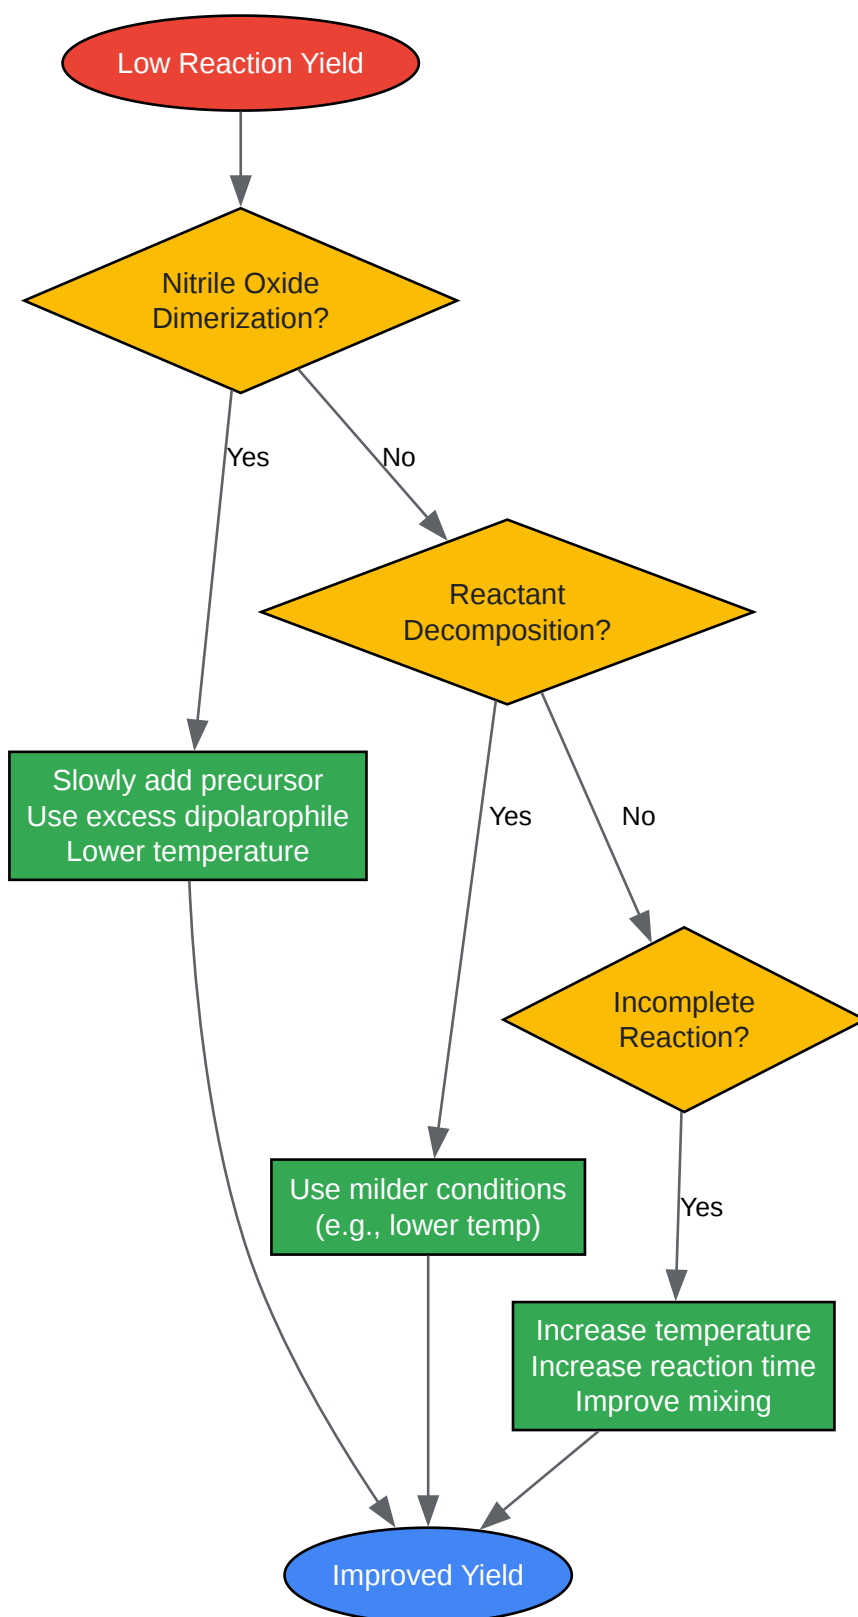 Low Reaction Yield
Nitrile Oxide
Dimerization?
Yes
No
Reactant
Decomposition?
Slowly add precursor
Use excess dipolarophile
Lower temperature
Yes
No
Incomplete
Reaction?
Use milder conditions
(e.g., lower temp)
Yes
Increase temperature
Increase reaction time
Improve mixing
Improved Yield